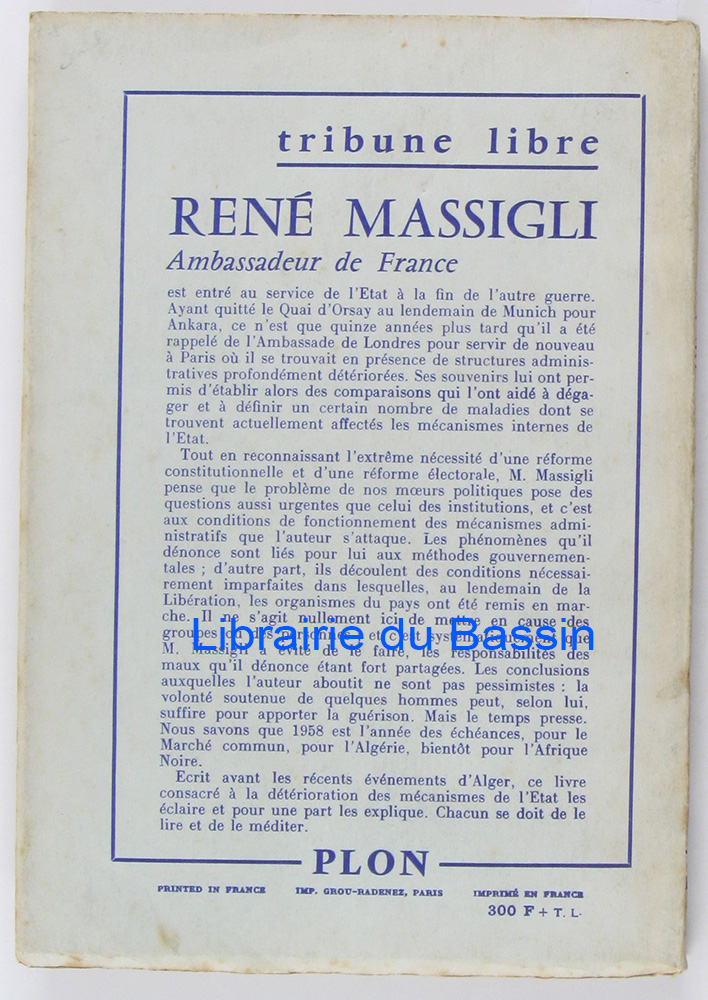 tribune libre
RENÉ MASSIGLI
Ambassadeur de France
est entré au service de l'Etat à la fin de l'autre guerre.
Ayant quitté le Quai d'Orsay au lendemain de Munich pour
Ankara, ce n'est que quinze années plus tard qu'il a été
rappelé de l'Ambassade de Londres pour servir de nouveau
à Paris où il se trouvait en présence de structures adminis-
tratives profondément détériorées. Ses souvenirs lui ont per-
mis d'établir alors des comparaisons qui l'ont aidé à déga-
ger et à définir un certain nombre de maladies dont se
trouvent actuellement affectés les mécanismes internes de
l'Etat.
Tout en reconnaissant l'extrême nécessité d'une réforme
constitutionnelle et d'une réforme électorale, M. Massigli
pense que le problème de nos mœurs politiques pose des
questions aussi urgentes que celui des institutions, et c'est
aux conditions de fonctionnement des mécanismes admi-
nistratifs que l'auteur s'attaque. Les phénomènes qu'il
dénonce sont liés pour lui aux méthodes gouvernemen-
tales ; d'autre part, ils découlent des conditions nécessai-
rement imparfaites dans lesquelles, au lendemain de la
Libération, les organismes du pays ont été remis en mar-
che. Il ne s'agit nullement ici de mettre en cause des
groupes ou des personnes, et c'est systématiquement que
Librairie du Bassin
M. Massigli a évité de le faire, les responsabilités des
maux qu'il dénonce étant fort partagées. Les conclusions
auxquelles l'auteur aboutit ne sont pas pessimistes : la
volonté soutenue de quelques hommes peut, selon lui,
suffire pour apporter la guérison. Mais le temps presse.
Nous savons que 1958 est l'année des échéances, pour le
Marché commun, pour l'Algérie, bientôt pour l'Afrique
Noire.
Ecrit avant les récents événements d'Alger, ce livre
consacré à la détérioration des mécanismes de l'Etat les
éclaire et pour une part les explique. Chacun se doit de le
lire et de le méditer.
PLON
PRINTED IN FRANCE IMP. GROU-RADENEZ, PARIS IMPRIMÉ EN FRANCE
300 F + T. L.